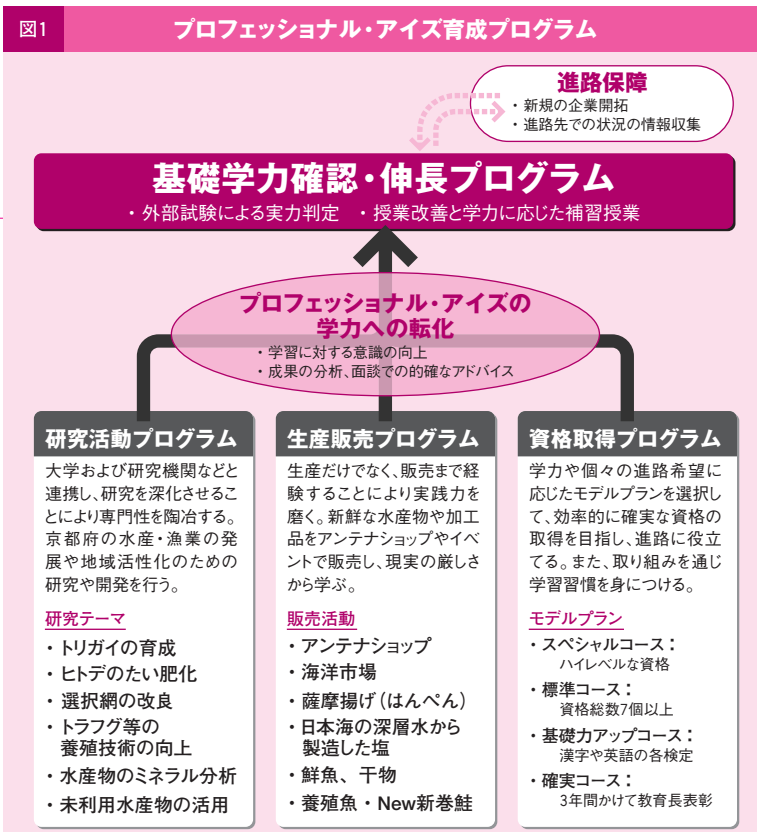 図1
プロフェッショナル・アイズ育成プログラム
進路保障
・新規の企業開拓
・進路先での状況の情報収集
基礎学力確認・伸長プログラム
・外部試験による実力判定 ・授業改善と学力に応じた補習授業
プロフェッショナル・アイズの
学力への転化
・学習に対する意識の向上
・成果の分析、面談での的確なアドバイス
研究活動プログラム
大学および研究機関などと
連携し、研究を深化させるこ
とにより専門性を陶冶する。
京都府の水産・漁業の発
展や地域活性化のための
研究や開発を行う。
研究テーマ
・トリガイの育成
・ヒトデのたい肥化
・選択網の改良
・トラフグ等の
養殖技術の向上
・水産物のミネラル分析
・未利用水産物の活用
生産販売プログラム
生産だけでなく、販売まで経
験することにより実践力を
磨く。新鮮な水産物や加工
品をアンテナショップやイベ
ントで販売し、現実の厳しさ
から学ぶ。
販売活動
・アンテナショップ
・海洋市場
・薩摩揚げ(はんぺん)
・日本海の深層水から
製造した塩
・鮮魚、干物
・養殖魚・New新巻鮭
資格取得プログラム
学力や個々の進路希望に
応じたモデルプランを選択し
て、効率的に確実な資格の
取得を目指し、進路に役立
てる。また、取り組みを通じ
学習習慣を身につける。
モデルプラン
・スペシャルコース:
ハイレベルな資格
・標準コース:
資格総数7個以上
・基礎力アップコース:
漢字や英語の各検定
・確実コース:
3年間かけて教育長表彰